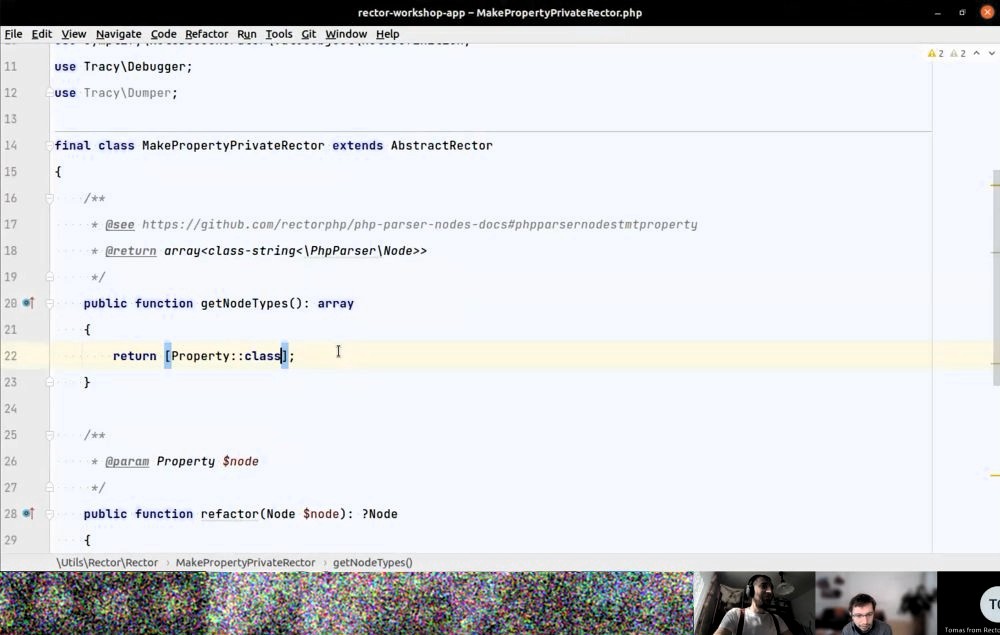 rector-workshop-app – MakePropertyPrivateRector.php
File Edit View Navigate Code Refactor Run Tools Git Window Help
11 use Tracy\Debugger;
2 2
12 use Tracy\Dumper;
13
14 final class MakePropertyPrivateRector extends AbstractRector
15 {
16 /**
17 * @see https://github.com/rectorphp/php-parser-nodes-docs#phpparsernodestmtproperty
18 * @return array<class-string<\PhpParser\Node>>
19 */
20 public function getNodeTypes(): array
21 {
22 return [Property::class];
23 }
24
25 /**
26 * @param Property $node
27 */
28 public function refactor(Node $node): ?Node
29 {
\Utils\Rector\Rector › MakePropertyPrivateRector › getNodeTypes()
Tomas from Recto